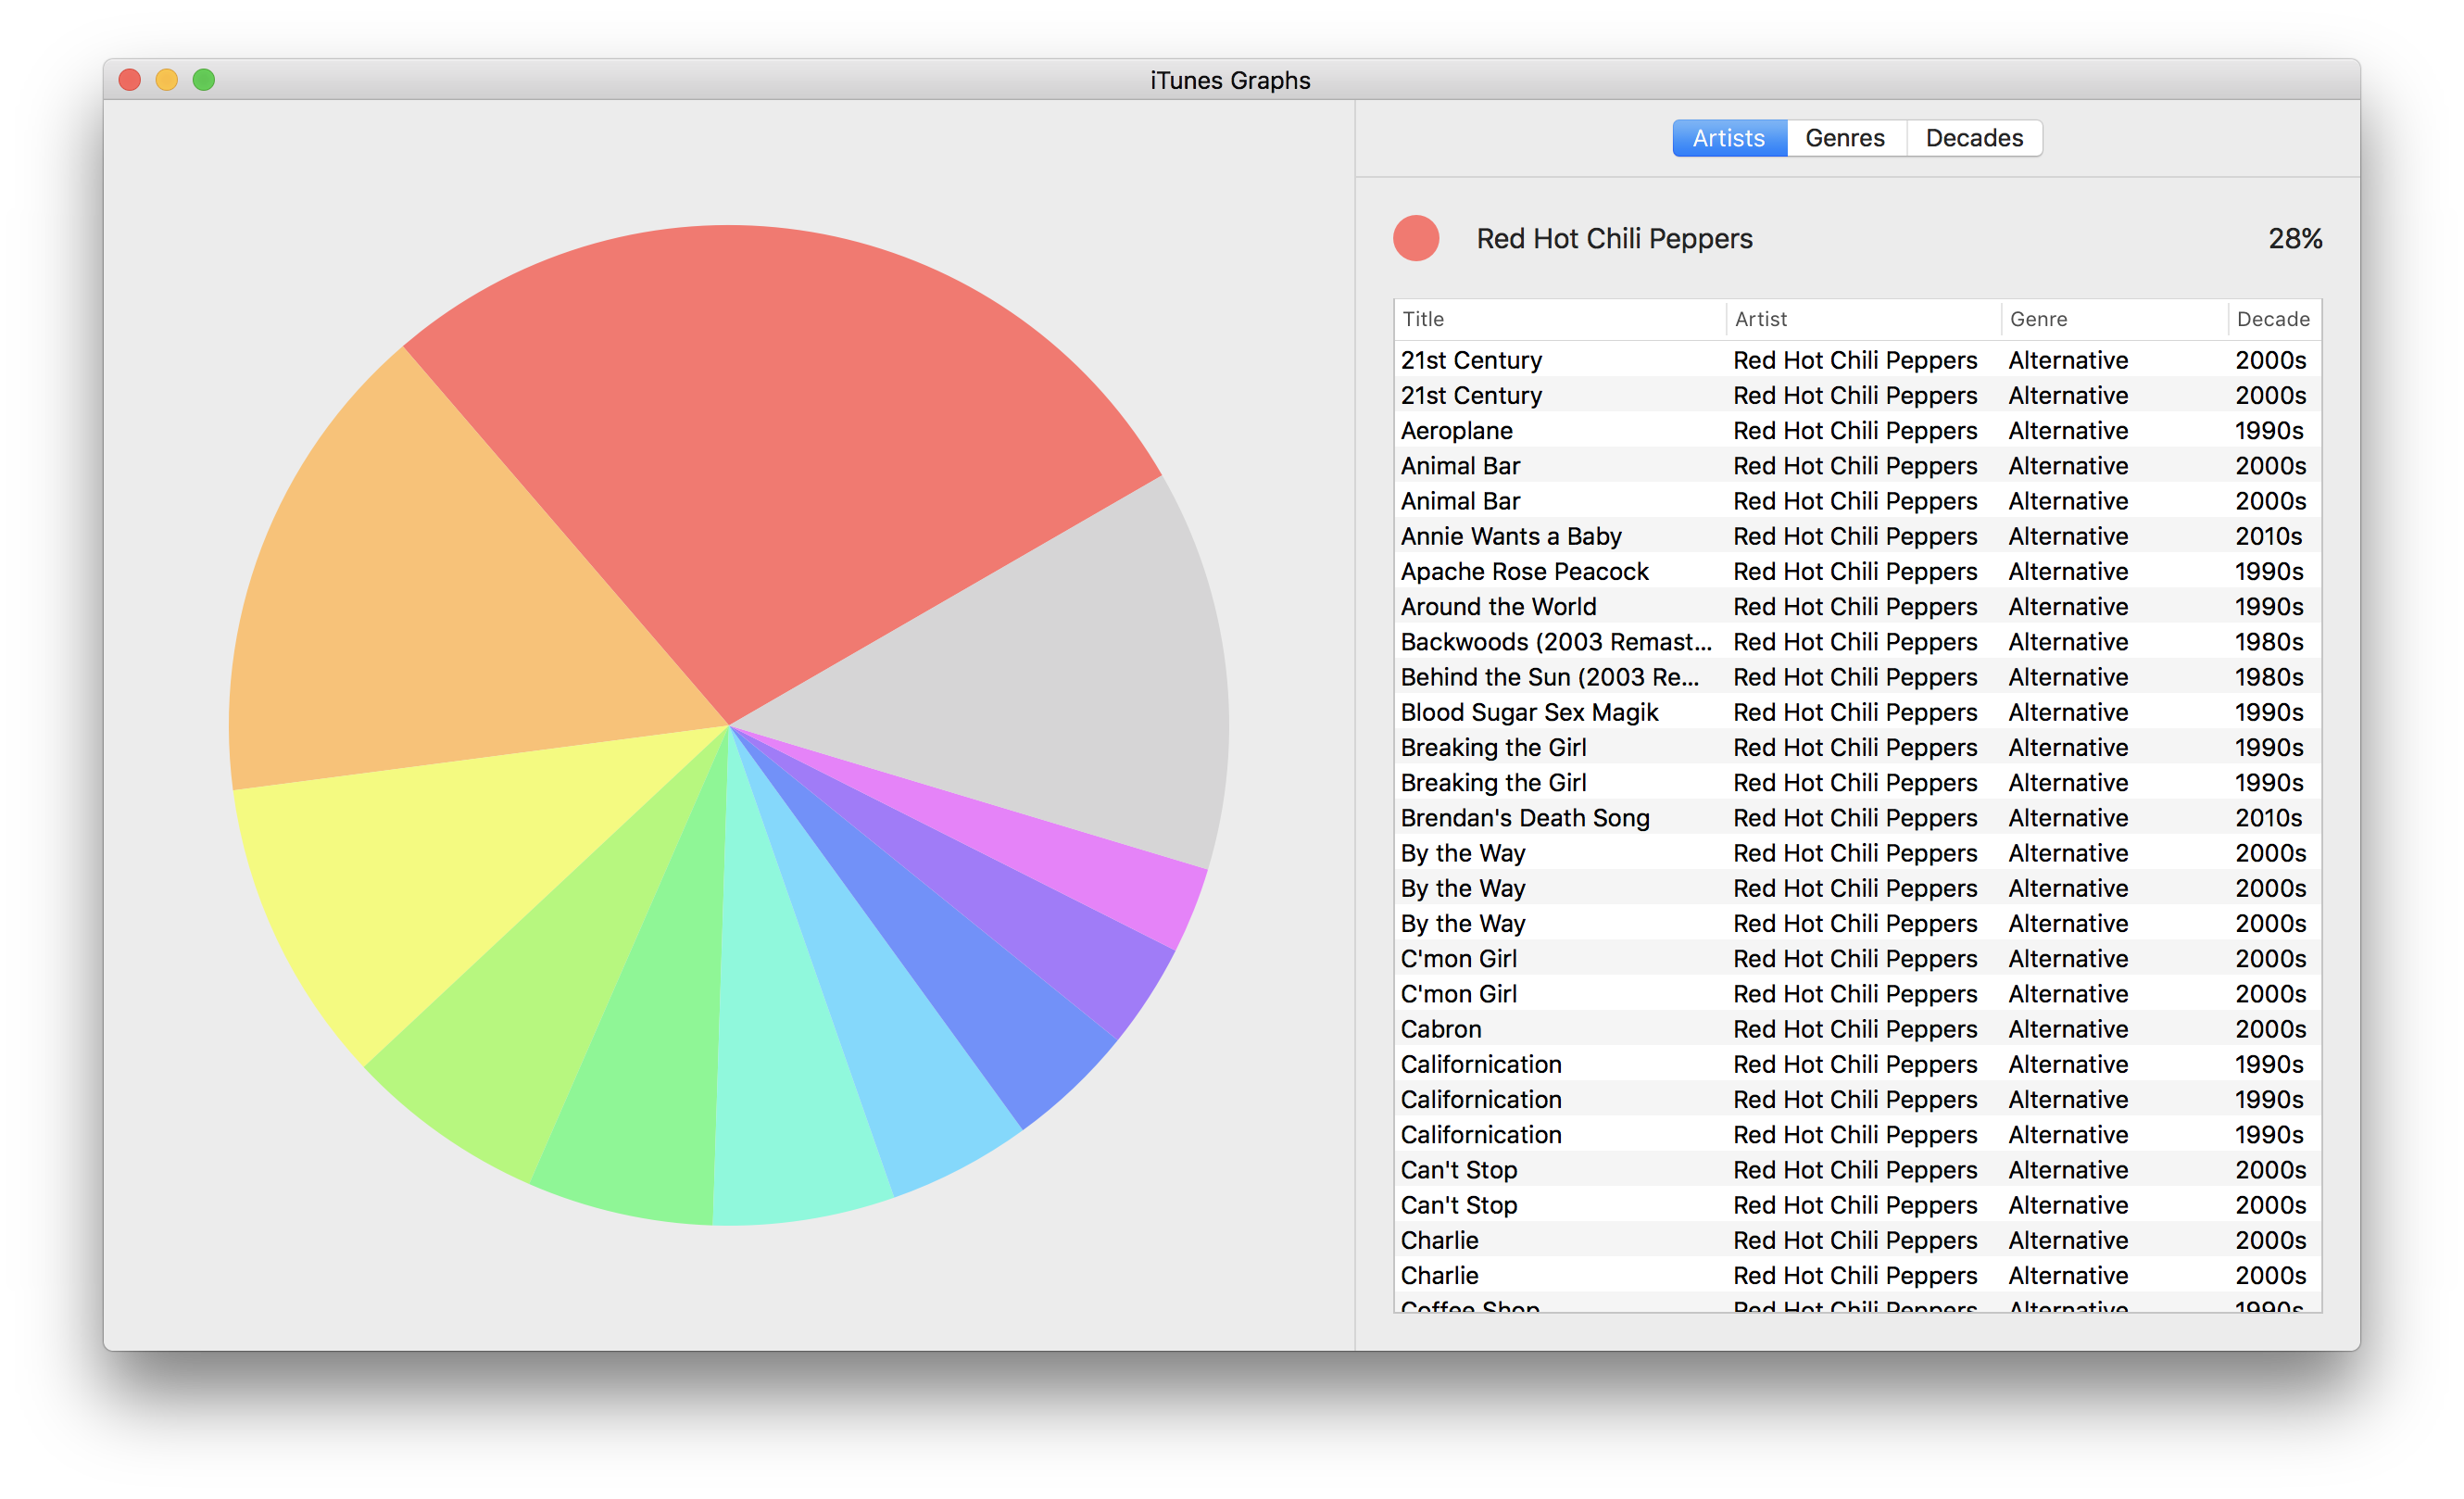 iTunes Graphs
Artists Genres Decades
Red Hot Chili Peppers 28%
Title Artist Genre Decade
21st Century Red Hot Chili Peppers Alternative 2000s
21st Century Red Hot Chili Peppers Alternative 2000s
Aeroplane Red Hot Chili Peppers Alternative 1990s
Animal Bar Red Hot Chili Peppers Alternative 2000s
Animal Bar Red Hot Chili Peppers Alternative 2000s
Annie Wants a Baby Red Hot Chili Peppers Alternative 2010s
Apache Rose Peacock Red Hot Chili Peppers Alternative 1990s
Around the World Red Hot Chili Peppers Alternative 1990s
Backwoods (2003 Remast... Red Hot Chili Peppers Alternative 1980s
Behind the Sun (2003 Re... Red Hot Chili Peppers Alternative 1980s
Blood Sugar Sex Magik Red Hot Chili Peppers Alternative 1990s
Breaking the Girl Red Hot Chili Peppers Alternative 1990s
Breaking the Girl Red Hot Chili Peppers Alternative 1990s
Brendan's Death Song Red Hot Chili Peppers Alternative 2010s
By the Way Red Hot Chili Peppers Alternative 2000s
By the Way Red Hot Chili Peppers Alternative 2000s
By the Way Red Hot Chili Peppers Alternative 2000s
C'mon Girl Red Hot Chili Peppers Alternative 2000s
C'mon Girl Red Hot Chili Peppers Alternative 2000s
Cabron Red Hot Chili Peppers Alternative 2000s
Californication Red Hot Chili Peppers Alternative 1990s
Californication Red Hot Chili Peppers Alternative 1990s
Californication Red Hot Chili Peppers Alternative 1990s
Can't Stop Red Hot Chili Peppers Alternative 2000s
Can't Stop Red Hot Chili Peppers Alternative 2000s
Charlie Red Hot Chili Peppers Alternative 2000s
Charlie Red Hot Chili Peppers Alternative 2000s
Coffee Shop Red Hot Chili Peppers Alternative 1990s